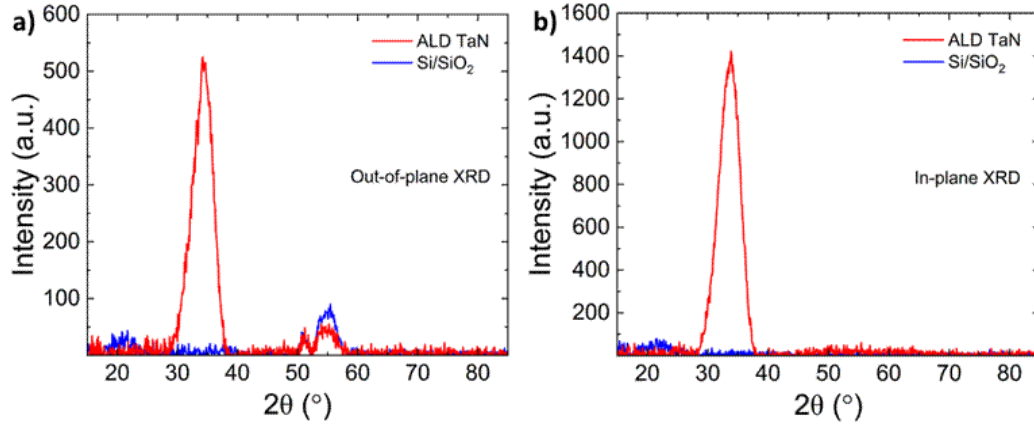 a)
600
500
400
300
200
100
Intensity (a.u.)
ALD TaN
Si/SiO₂
Out-of-plane XRD
20 30 40 50 60 70 80
2θ (°)
b)
1600
1400
1200
1000
800
600
400
200
Intensity (a.u.)
ALD TaN
Si/SiO₂
In-plane XRD
20 30 40 50 60 70 80
2θ (°)